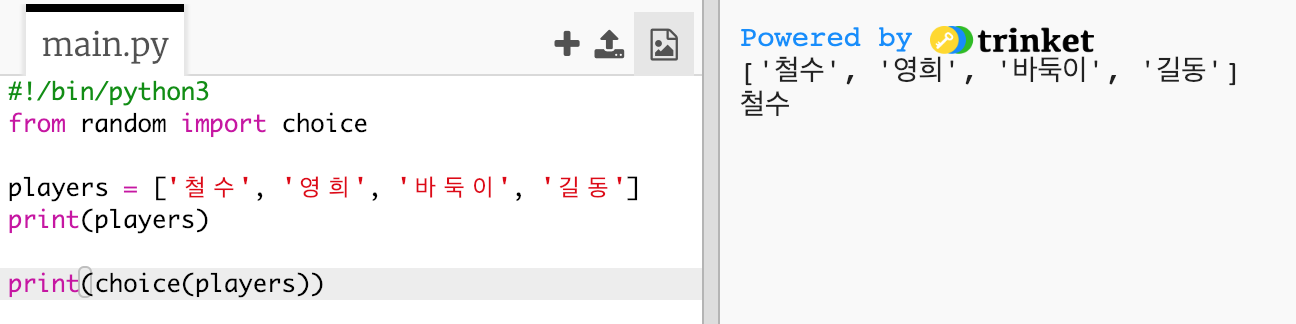 main.py
#!/bin/python3
from random import choice
players = ['철수', '영희', '바둑이', '길동']
print(players)
print(choice(players))
Powered by trinket
['철수', '영희', '바둑이', '길동']
철수